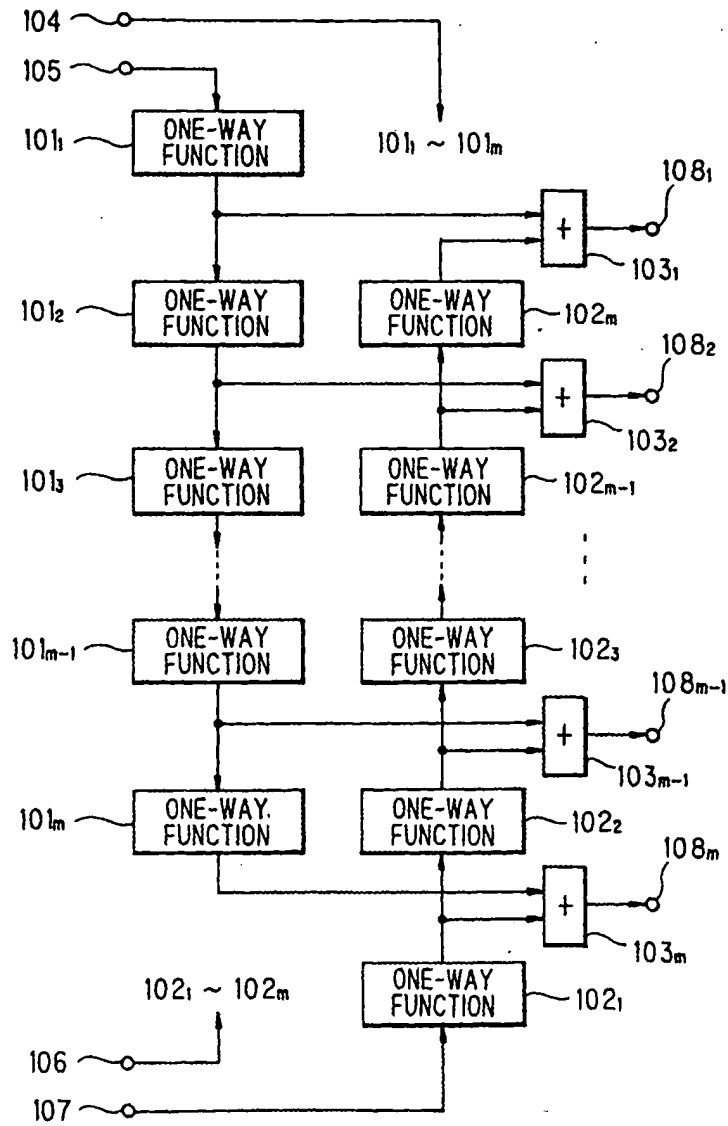 104
105
101₁ ONE-WAY FUNCTION
101₁ ~ 101ₘ
108₁
+
103₁
101₂ ONE-WAY FUNCTION
ONE-WAY FUNCTION 102ₘ
108₂
+
103₂
101₃ ONE-WAY FUNCTION
ONE-WAY FUNCTION 102ₘ₋₁
101ₘ₋₁ ONE-WAY FUNCTION
ONE-WAY FUNCTION 102₃
108ₘ₋₁
+
103ₘ₋₁
101ₘ ONE-WAY FUNCTION
ONE-WAY FUNCTION 102₂
108ₘ
+
103ₘ
102₁ ~ 102ₘ
ONE-WAY FUNCTION 102₁
106
107